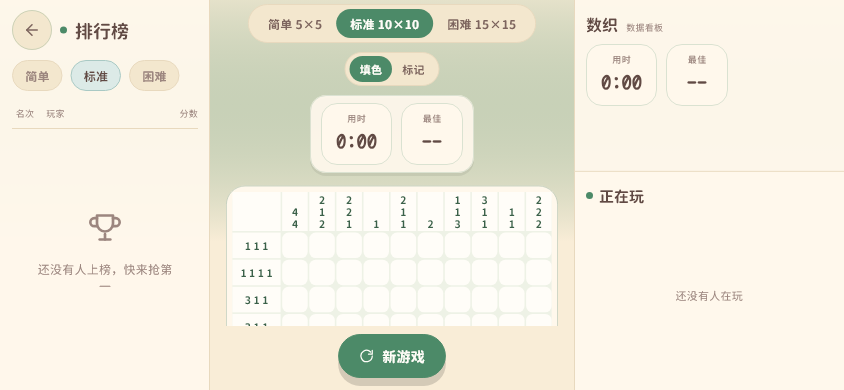 排行榜
简单 标准 困难
名次 玩家 分数
还没有人上榜，快来抢第
一
简单 5×5 标准 10×10 困难 15×15
填色 标记
用时 最佳
0:00 --
2 2 2 1 3 2
4 1 2 1 1 1 1 2
4 2 1 1 1 2 3 1 1 2
1 1 1
1 1 1 1
3 1 1
新游戏
数织 数据看板
用时 最佳
0:00 --
正在玩
还没有人在玩